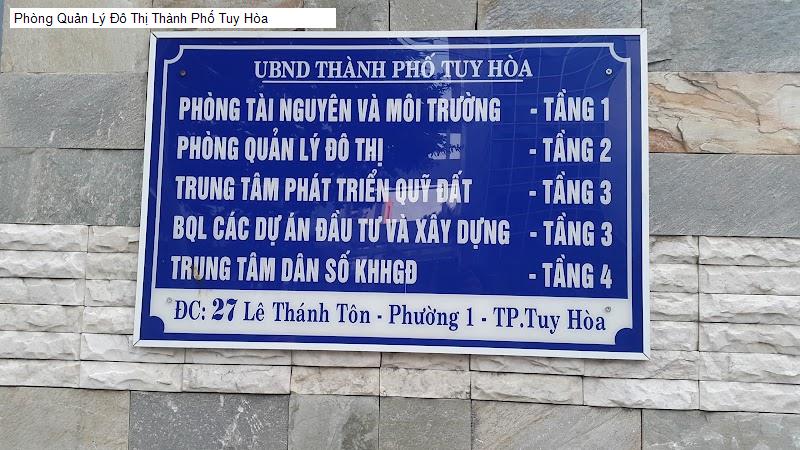 Phòng Quản Lý Đô Thị Thành Phố Tuy Hòa
UBND THÀNH PHỐ TUY HÒA
PHÒNG TÀI NGUYÊN VÀ MÔI TRƯỜNG - TẦNG 1
PHÒNG QUẢN LÝ ĐÔ THỊ - TẦNG 2
TRUNG TÂM PHÁT TRIỂN QUỸ ĐẤT - TẦNG 3
BQL CÁC DỰ ÁN ĐẦU TƯ VÀ XÂY DỰNG - TẦNG 3
TRUNG TÂM DÂN SỐ KHHGĐ - TẦNG 4
ĐC: 27 Lê Thánh Tôn - Phường 1 - TP.Tuy Hòa